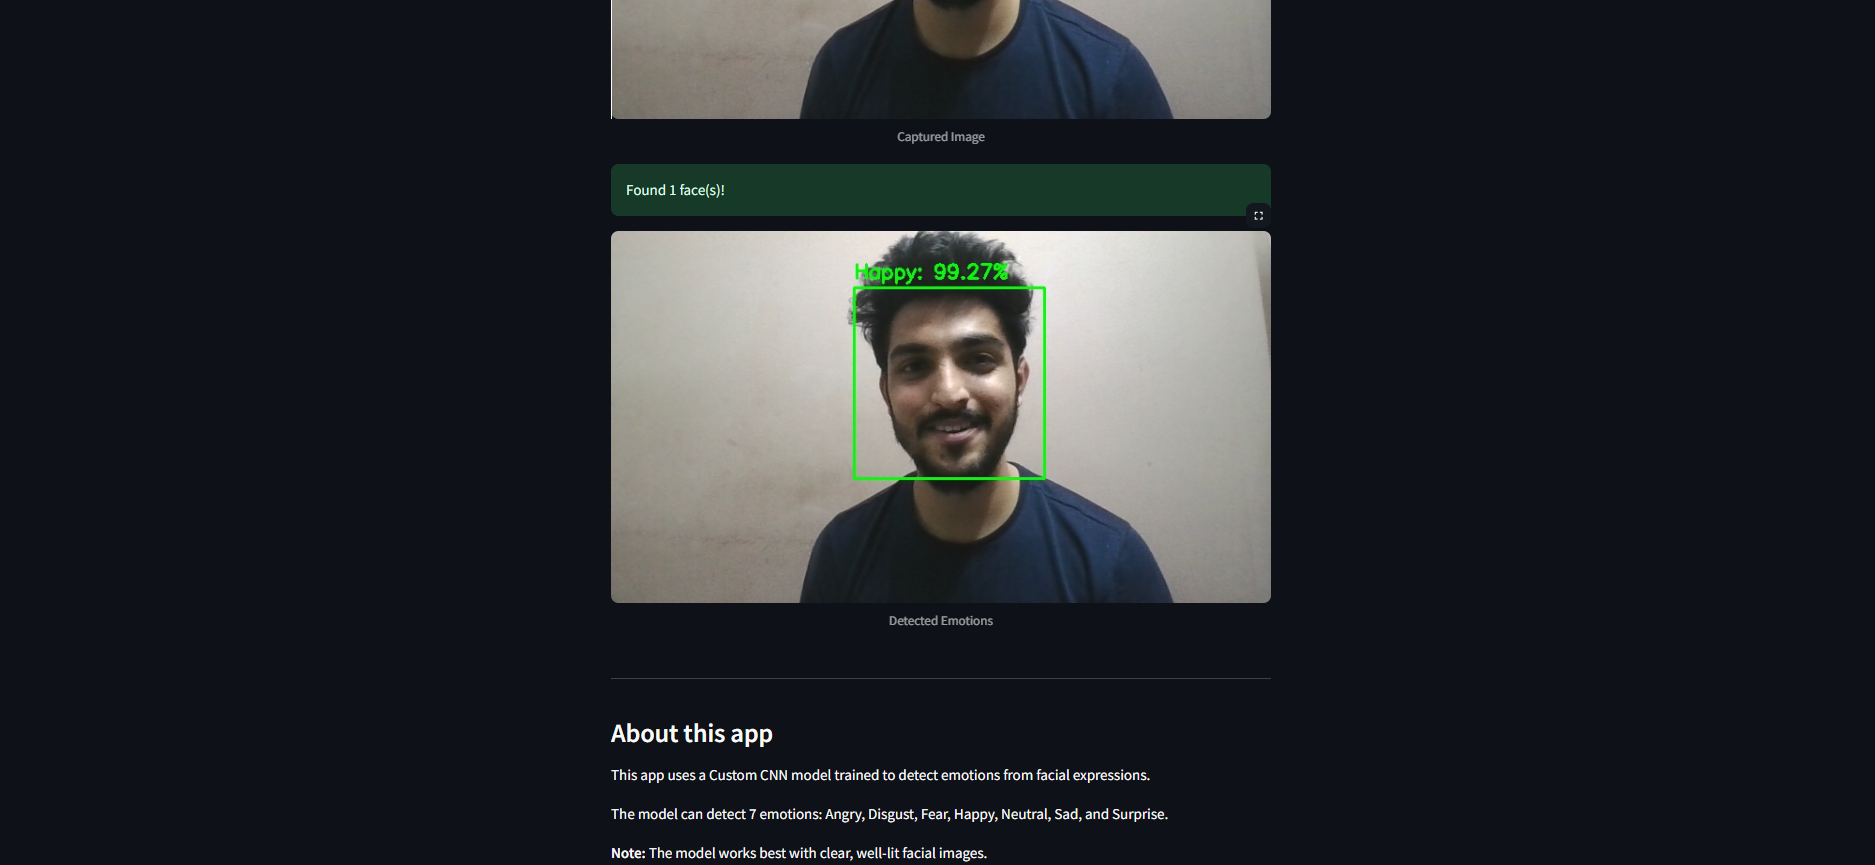 Captured Image
Found 1 face(s)!
Happy: 99.27%
Detected Emotions
About this app
This app uses a Custom CNN model trained to detect emotions from facial expressions.
The model can detect 7 emotions: Angry, Disgust, Fear, Happy, Neutral, Sad, and Surprise.
Note: The model works best with clear, well-lit facial images.